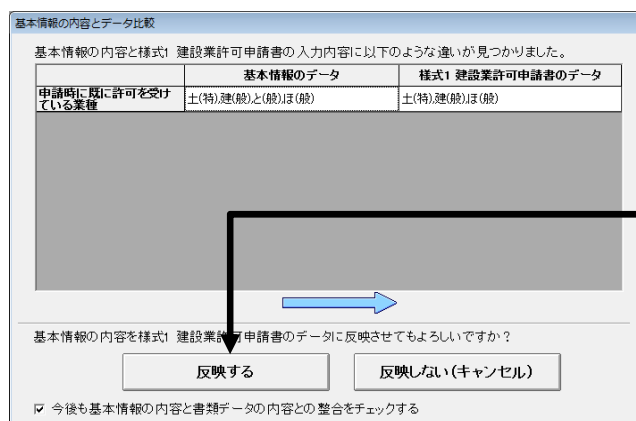 基本情報の内容とデータ比較
基本情報の内容と様式1 建設業許可申請書の入力内容に以下のような違いが見つかりました。
基本情報のデータ 様式1 建設業許可申請書のデータ
申請時に既に許可を受けている業種 土(特),建(般),と(般),ほ(般) 土(特),建(般),ほ(般)
基本情報の内容を様式1 建設業許可申請書のデータに反映させてもよろしいですか？
反映する 反映しない(キャンセル)
今後も基本情報の内容と書類データの内容との整合をチェックする